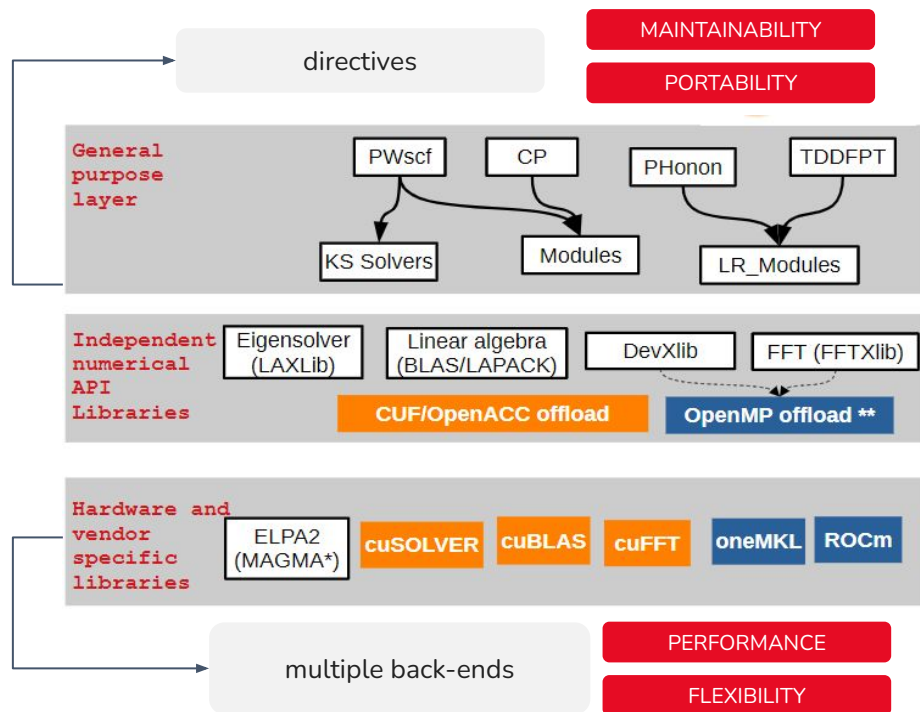 directives
MAINTAINABILITY
PORTABILITY
General
purpose
layer
PWscf
CP
PHonon
TDDFPT
KS Solvers
Modules
LR_Modules
Independent
numerical
API
Libraries
Eigensolver
(LAXLib)
Linear algebra
(BLAS/LAPACK)
DevXlib
FFT (FFTXlib)
CUF/OpenACC offload
OpenMP offload **
Hardware and
vendor
specific
libraries
ELPA2
(MAGMA*)
cuSOLVER
cuBLAS
cuFFT
oneMKL
ROCm
multiple back-ends
PERFORMANCE
FLEXIBILITY